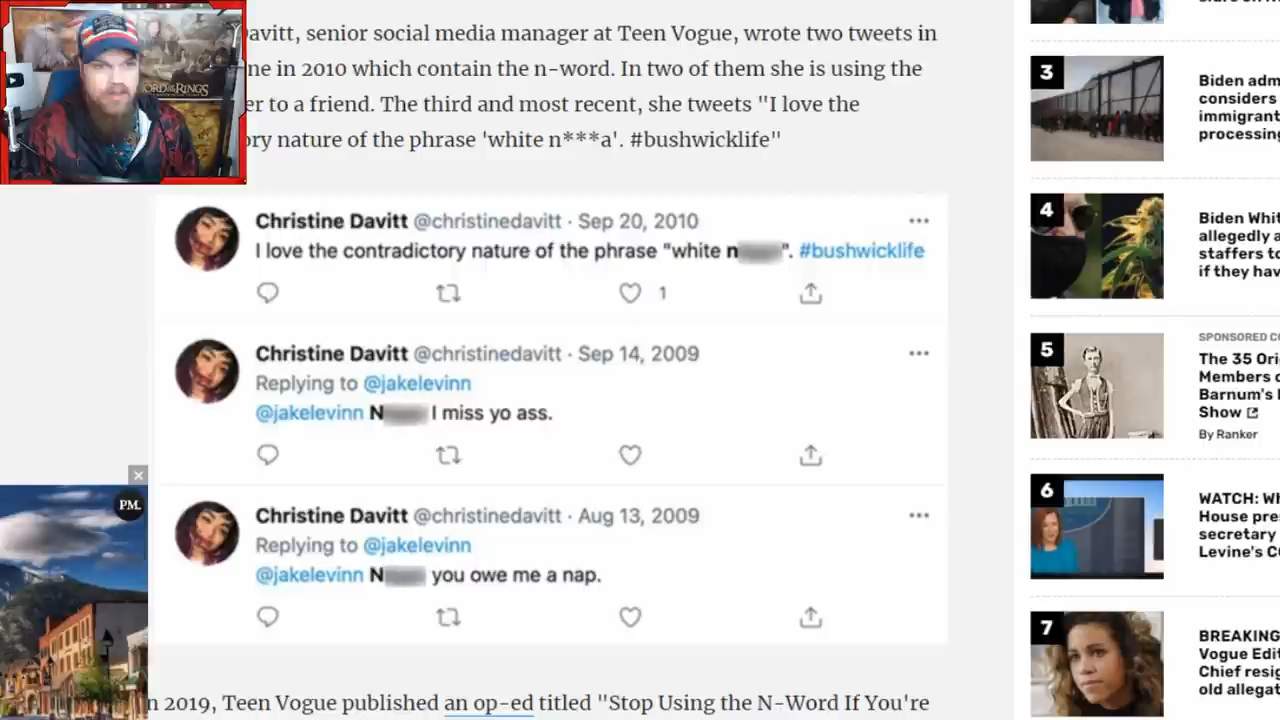 avitt, senior social media manager at Teen Vogue, wrote two tweets in
ne in 2010 which contain the n-word. In two of them she is using the
er to a friend. The third and most recent, she tweets "I love the
ory nature of the phrase 'white n***a'. #bushwicklife"
Christine Davitt @christinedavitt · Sep 20, 2010
I love the contradictory nature of the phrase "white n ". #bushwicklife
1
Christine Davitt @christinedavitt · Sep 14, 2009
Replying to @jakelevinn
@jakelevinn N I miss yo ass.
Christine Davitt @christinedavitt · Aug 13, 2009
Replying to @jakelevinn
@jakelevinn N you owe me a nap.
n 2019, Teen Vogue published an op-ed titled "Stop Using the N-Word If You're
PM.
ORD OF THE RINGS
3
Biden adm
considers
immigrant
processing
4
Biden Whit
allegedly a
staffers to
if they hav
5
SPONSORED CO
The 35 Ori
Members o
Barnum's
Show
By Ranker
6
WATCH: Wh
House pre
secretary
Levine's CO
7
BREAKING
Vogue Edit
Chief resig
old allegat